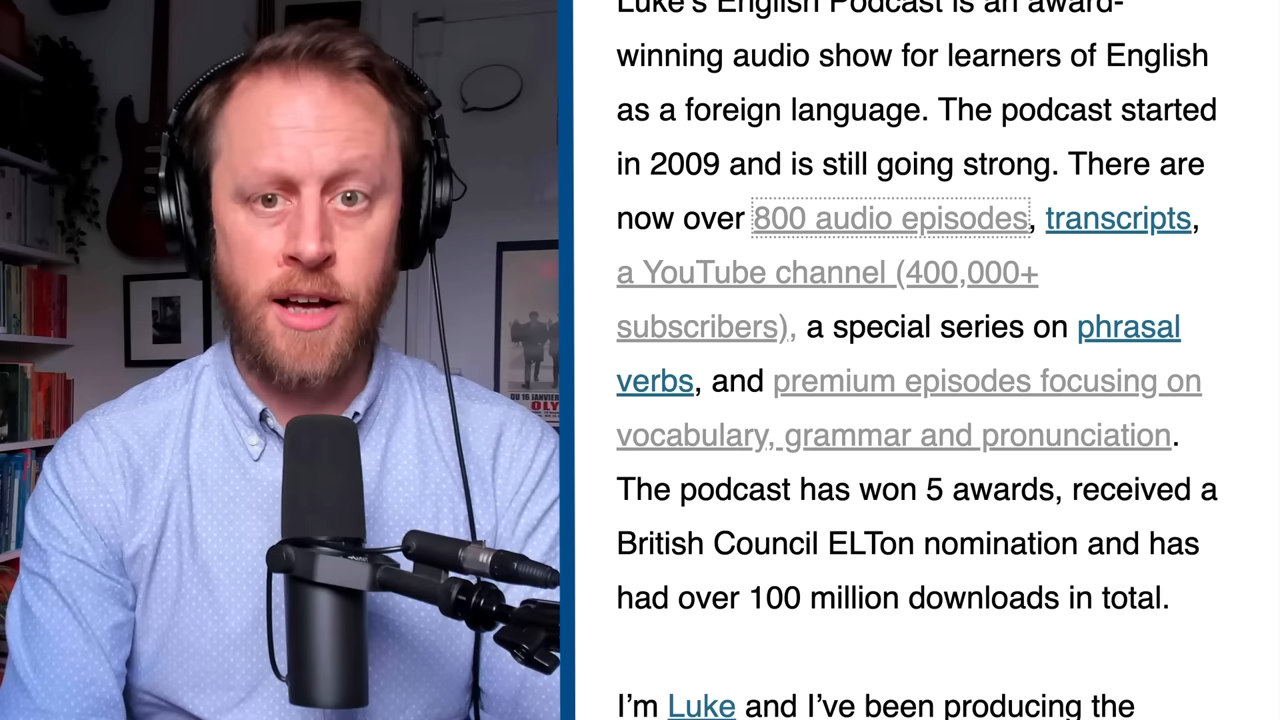 Luke's English Podcast is an award-
winning audio show for learners of English
as a foreign language. The podcast started
in 2009 and is still going strong. There are
now over 800 audio episodes, transcripts,
a YouTube channel (400,000+
subscribers), a special series on phrasal
verbs, and premium episodes focusing on
vocabulary, grammar and pronunciation.
The podcast has won 5 awards, received a
British Council ELTon nomination and has
had over 100 million downloads in total.
I’m Luke and I’ve been producing the
DU 16 JANVIER
OLY